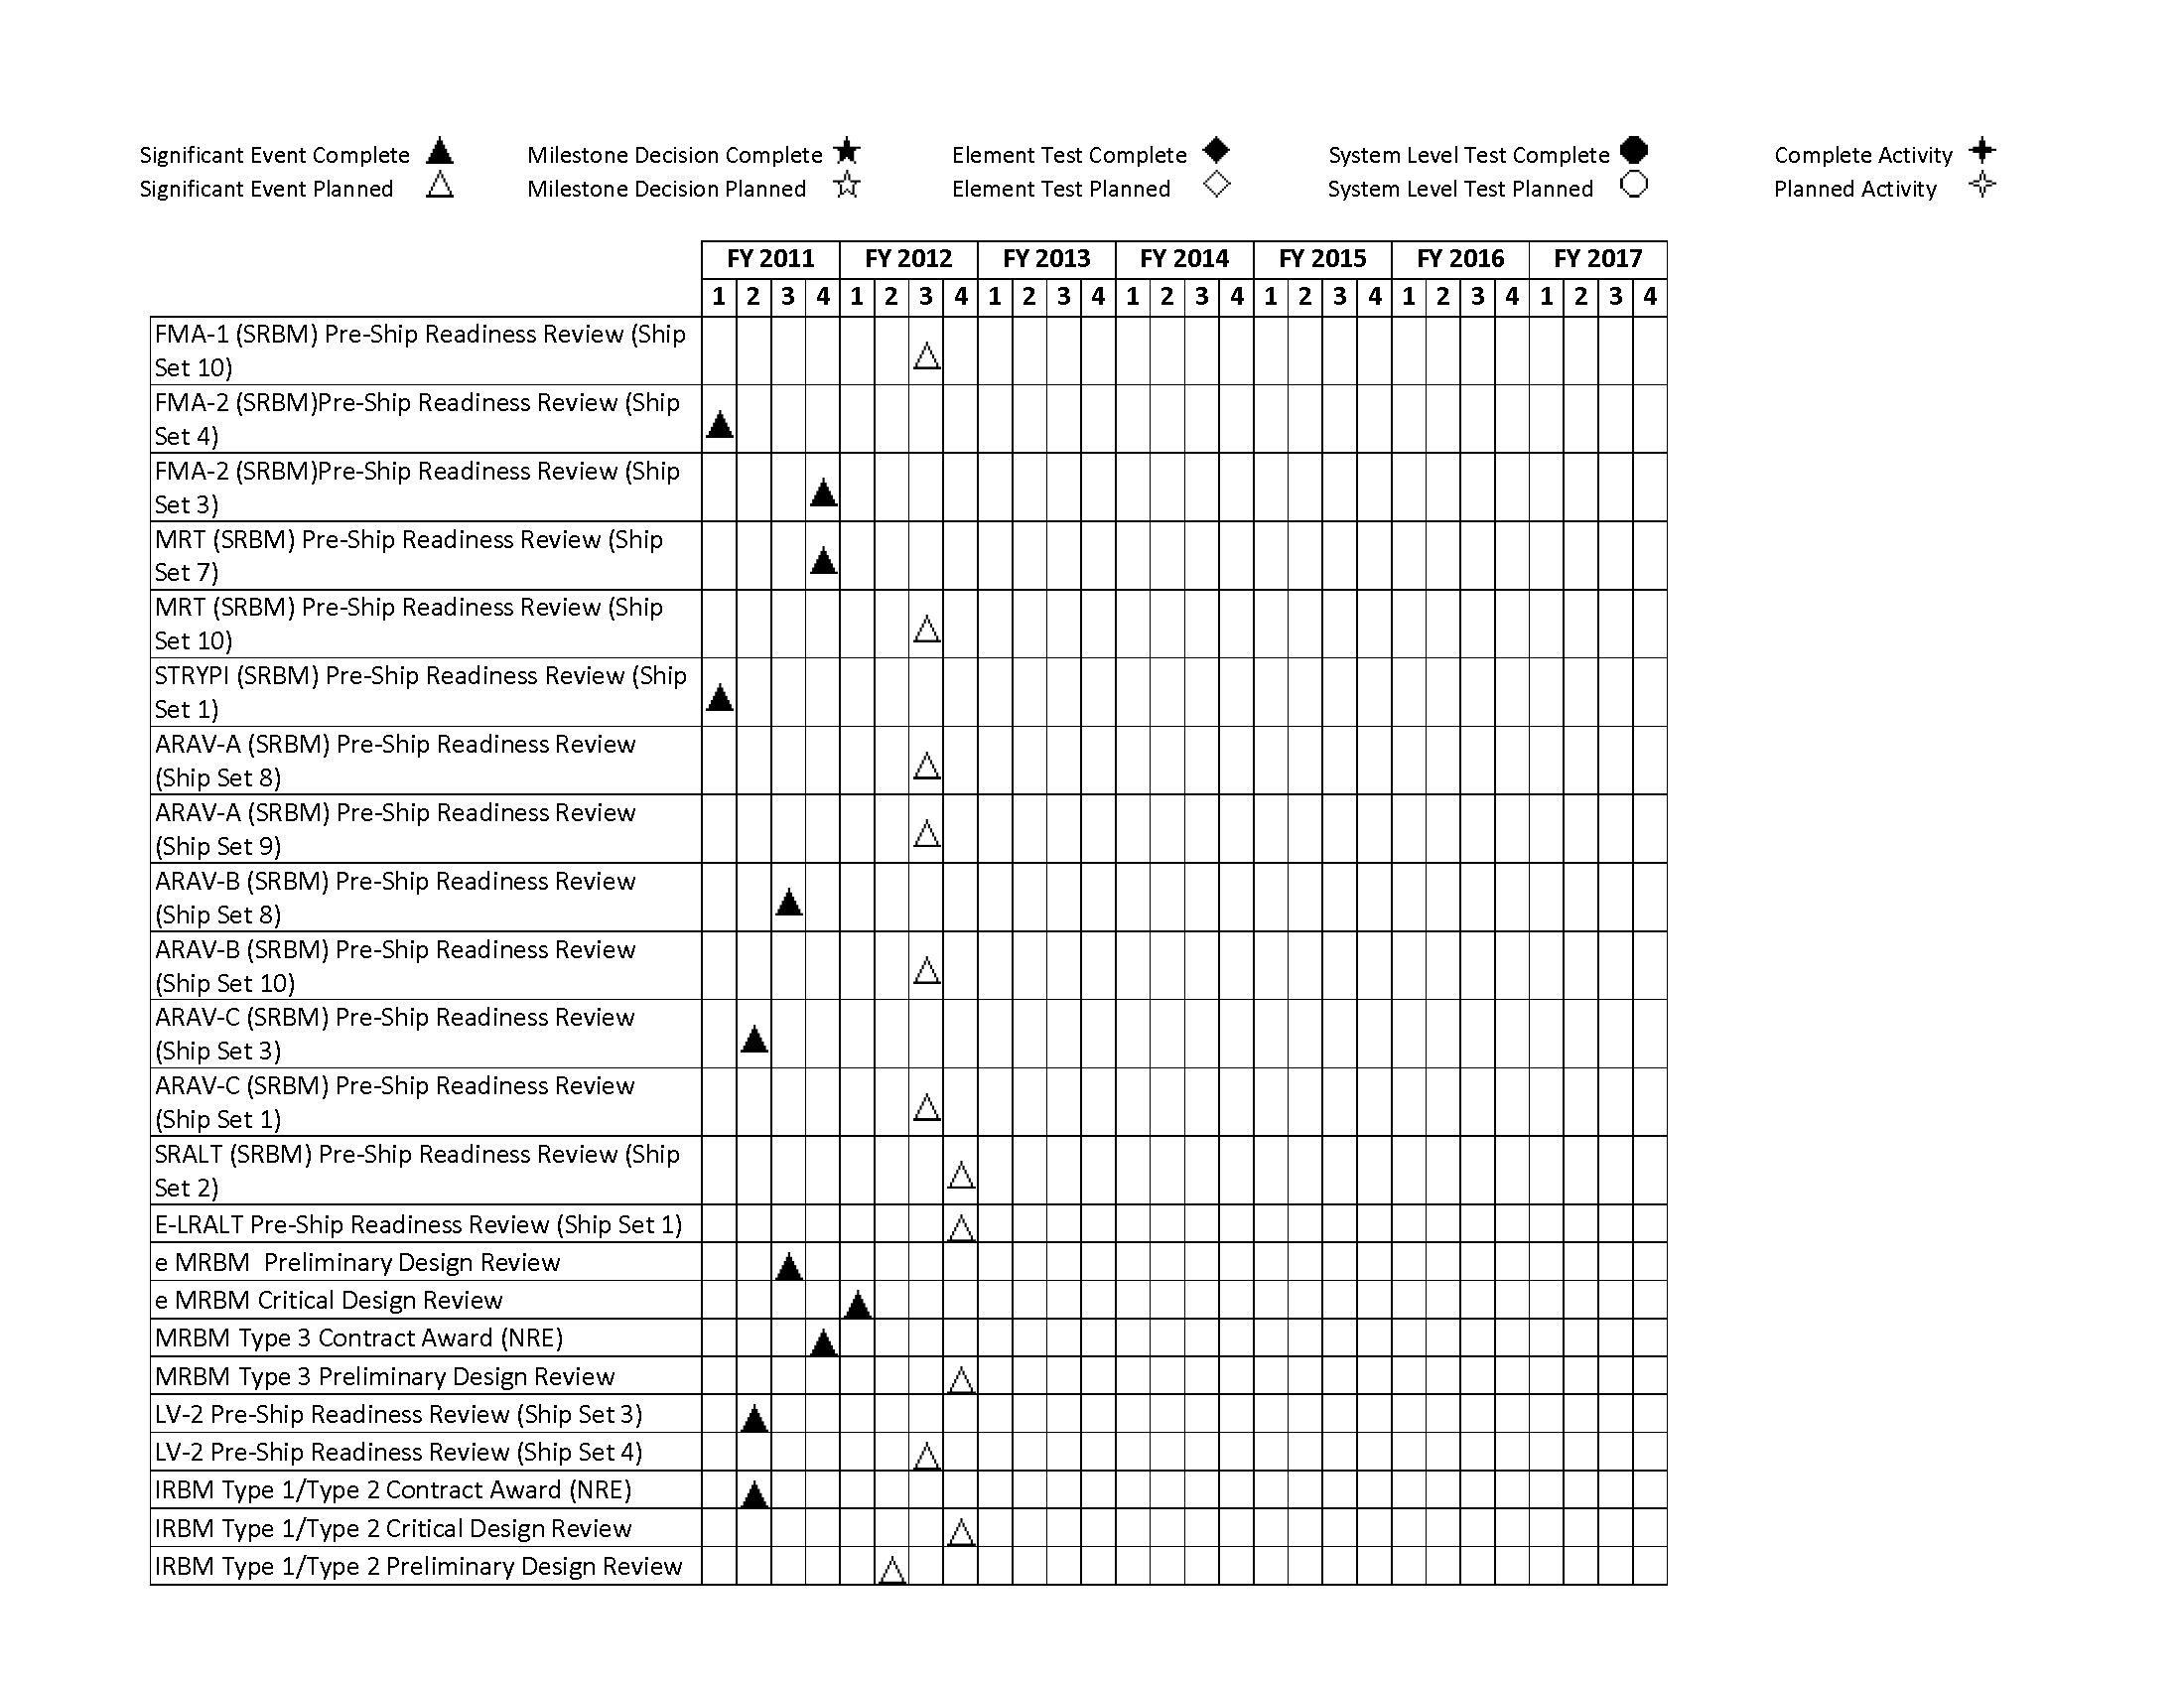 Significant Event Complete Milestone Decision Complete Element Test Complete System Level Test Complete Complete Activity
Significant Event Planned Milestone Decision Planned Element Test Planned System Level Test Planned Planned Activity
FY 2011 FY 2012 FY 2013 FY 2014 FY 2015 FY 2016 FY 2017
1 2 3 4 1 2 3 4 1 2 3 4 1 2 3 4 1 2 3 4 1 2 3 4 1 2 3 4
FMA-1 (SRBM) Pre-Ship Readiness Review (Ship
Set 10)
FMA-2 (SRBM)Pre-Ship Readiness Review (Ship
Set 4)
FMA-2 (SRBM)Pre-Ship Readiness Review (Ship
Set 3)
MRT (SRBM) Pre-Ship Readiness Review (Ship
Set 7)
MRT (SRBM) Pre-Ship Readiness Review (Ship
Set 10)
STRYPI (SRBM) Pre-Ship Readiness Review (Ship
Set 1)
ARAV-A (SRBM) Pre-Ship Readiness Review
(Ship Set 8)
ARAV-A (SRBM) Pre-Ship Readiness Review
(Ship Set 9)
ARAV-B (SRBM) Pre-Ship Readiness Review
(Ship Set 8)
ARAV-B (SRBM) Pre-Ship Readiness Review
(Ship Set 10)
ARAV-C (SRBM) Pre-Ship Readiness Review
(Ship Set 3)
ARAV-C (SRBM) Pre-Ship Readiness Review
(Ship Set 1)
SRALT (SRBM) Pre-Ship Readiness Review (Ship
Set 2)
E-LRALT Pre-Ship Readiness Review (Ship Set 1)
e MRBM  Preliminary Design Review
e MRBM Critical Design Review
MRBM Type 3 Contract Award (NRE)
MRBM Type 3 Preliminary Design Review
LV-2 Pre-Ship Readiness Review (Ship Set 3)
LV-2 Pre-Ship Readiness Review (Ship Set 4)
IRBM Type 1/Type 2 Contract Award (NRE)
IRBM Type 1/Type 2 Critical Design Review
IRBM Type 1/Type 2 Preliminary Design Review